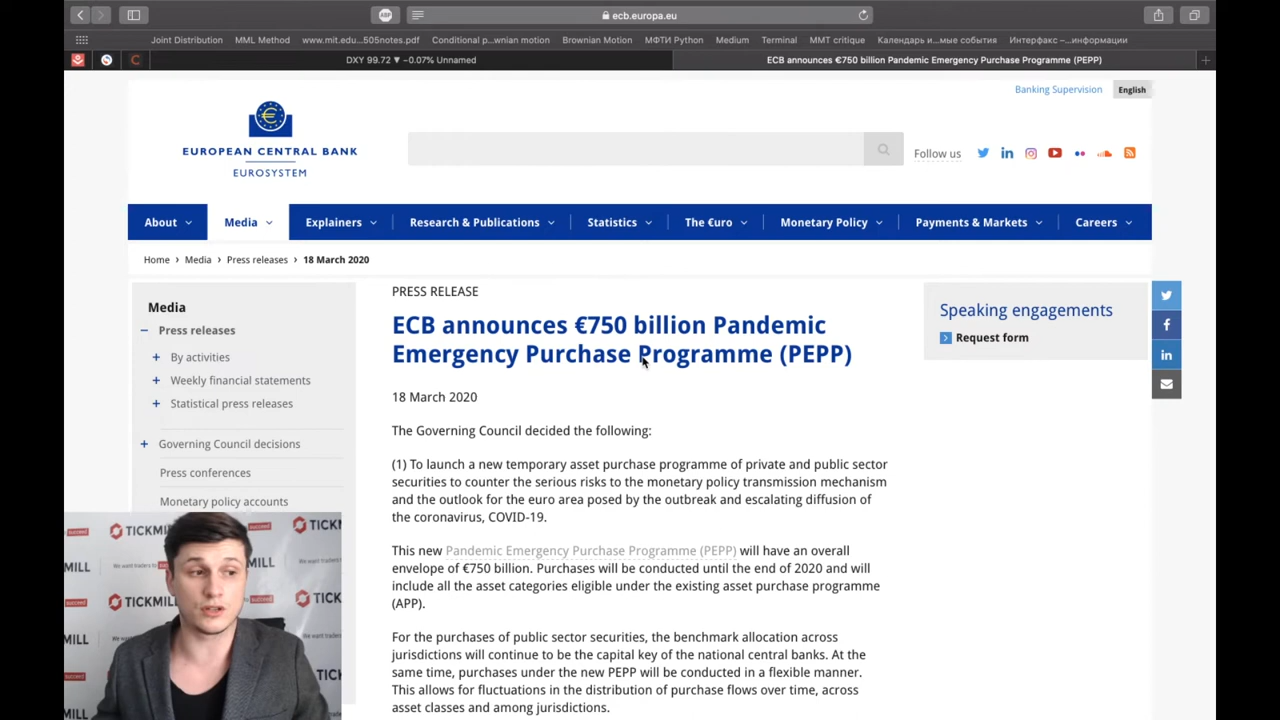 ABP
ecb.europa.eu
Joint Distribution MML Method www.mit.edu...505notes.pdf Conditional p...wnian motion Brownian Motion МФТИ Python Medium Terminal MMT critique Календарь и...мые события Интерфакс –...информации
DXY 99.72 ▼ −0.07% Unnamed
ECB announces €750 billion Pandemic Emergency Purchase Programme (PEPP)
Banking Supervision English
EUROPEAN CENTRAL BANK
EUROSYSTEM
Follow us
About Media Explainers Research & Publications Statistics The €uro Monetary Policy Payments & Markets Careers
Home › Media › Press releases › 18 March 2020
Media
Press releases
By activities
Weekly financial statements
Statistical press releases
Governing Council decisions
Press conferences
Monetary policy accounts
PRESS RELEASE
ECB announces €750 billion Pandemic
Emergency Purchase Programme (PEPP)
18 March 2020
The Governing Council decided the following:
(1) To launch a new temporary asset purchase programme of private and public sector
securities to counter the serious risks to the monetary policy transmission mechanism
and the outlook for the euro area posed by the outbreak and escalating diffusion of
the coronavirus, COVID-19.
This new Pandemic Emergency Purchase Programme (PEPP) will have an overall
envelope of €750 billion. Purchases will be conducted until the end of 2020 and will
include all the asset categories eligible under the existing asset purchase programme
(APP).
For the purchases of public sector securities, the benchmark allocation across
jurisdictions will continue to be the capital key of the national central banks. At the
same time, purchases under the new PEPP will be conducted in a flexible manner.
This allows for fluctuations in the distribution of purchase flows over time, across
asset classes and among jurisdictions.
Speaking engagements
Request form
succeed TICKMILL TICK
MILL We want traders to
TICKM TICK
succeed MILL